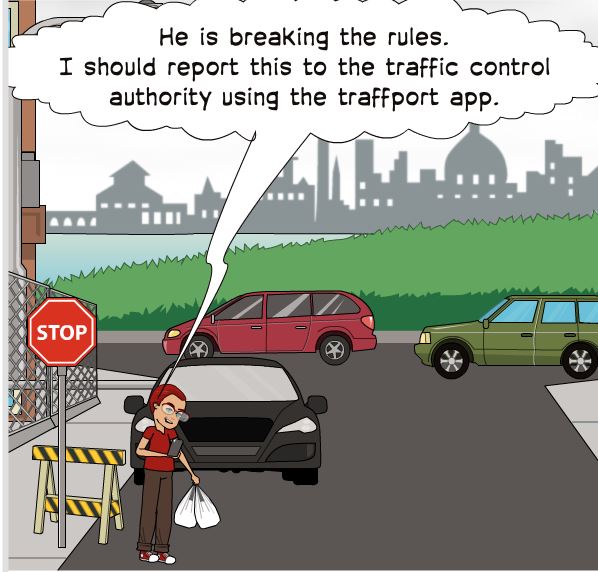 He is breaking the rules.
I should report this to the traffic control
authority using the traffport app.
STOP